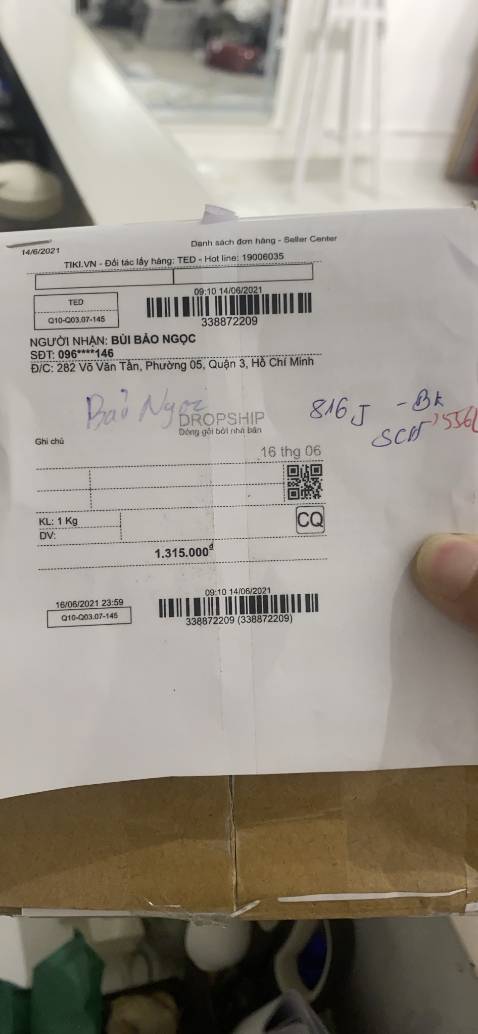 14/6/2021
Danh sách đơn hàng - Seller Center
TIKI.VN - Đối tác lấy hàng: TED - Hot line: 19006035
TED
Q10-Q03.07-145
09:10 14/06/2021
338872209
NGƯỜI NHẬN: BÙI BẢO NGỌC
SĐT: 096****146
Đ/C: 282 Võ Văn Tần, Phường 05, Quận 3, Hồ Chí Minh
Bảo Ngọc
816J - BK
DROPSHIP
Đóng gói bởi nhà bán
Ghi chú
16 thg 06
KL: 1 Kg
DV:
CQ
1.315.000đ
16/06/2021 23:59
Q10-Q03.07-145
09:10 14/06/2021
338872209 (338872209)